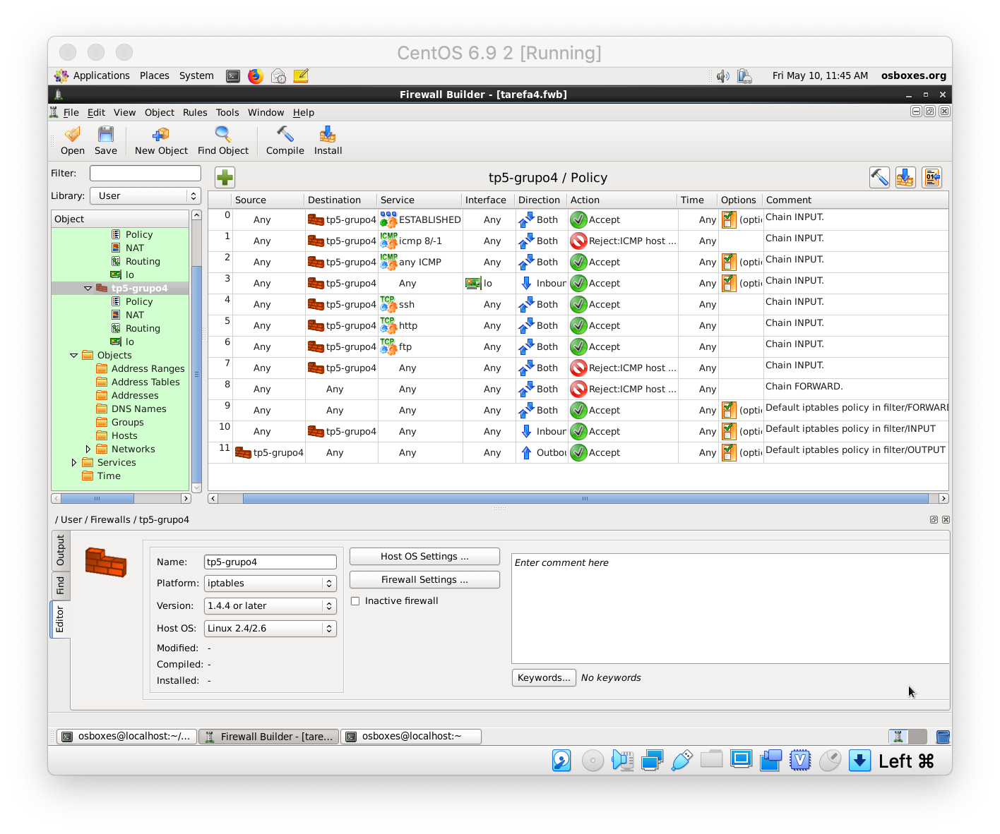 CentOS 6.9 2 [Running]
Applications Places System Fri May 10, 11:45 AM osboxes.org
Firewall Builder - [tarefa4.fwb]
File Edit View Object Rules Tools Window Help
Open Save New Object Find Object Compile Install
Filter:
Library: User
tp5-grupo4 / Policy
Object
Policy
NAT
Routing
lo
tp5-grupo4
Policy
NAT
Routing
lo
Objects
Address Ranges
Address Tables
Addresses
DNS Names
Groups
Hosts
Networks
Services
Time
Source Destination Service Interface Direction Action Time Options Comment
0 Any tp5-grupo4 ESTABLISHED Any Both Accept Any (opti Chain INPUT.
1 Any tp5-grupo4 ICMP icmp 8/-1 Any Both Reject:ICMP host ... Any Chain INPUT.
2 Any tp5-grupo4 ICMP any ICMP Any Both Accept Any (opti Chain INPUT.
3 Any tp5-grupo4 Any lo Inbour Accept Any (opti Chain INPUT.
4 Any tp5-grupo4 TCP ssh Any Both Accept Any Chain INPUT.
5 Any tp5-grupo4 TCP http Any Both Accept Any Chain INPUT.
6 Any tp5-grupo4 TCP ftp Any Both Accept Any Chain INPUT.
7 Any tp5-grupo4 Any Any Both Reject:ICMP host ... Any Chain INPUT.
8 Any Any Any Any Both Reject:ICMP host ... Any Chain FORWARD.
9 Any Any Any Any Both Accept Any (opti Default iptables policy in filter/FORWARD
10 Any tp5-grupo4 Any Any Inbour Accept Any (opti Default iptables policy in filter/INPUT
11 tp5-grupo4 Any Any Any Outbou Accept Any (opti Default iptables policy in filter/OUTPUT
/ User / Firewalls / tp5-grupo4
Output
Find
Editor
Name: tp5-grupo4
Platform: iptables
Version: 1.4.4 or later
Host OS: Linux 2.4/2.6
Modified: -
Compiled: -
Installed: -
Host OS Settings ...
Firewall Settings ...
Inactive firewall
Enter comment here
Keywords... No keywords
osboxes@localhost:~/... Firewall Builder - [tare... osboxes@localhost:~
Left ⌘